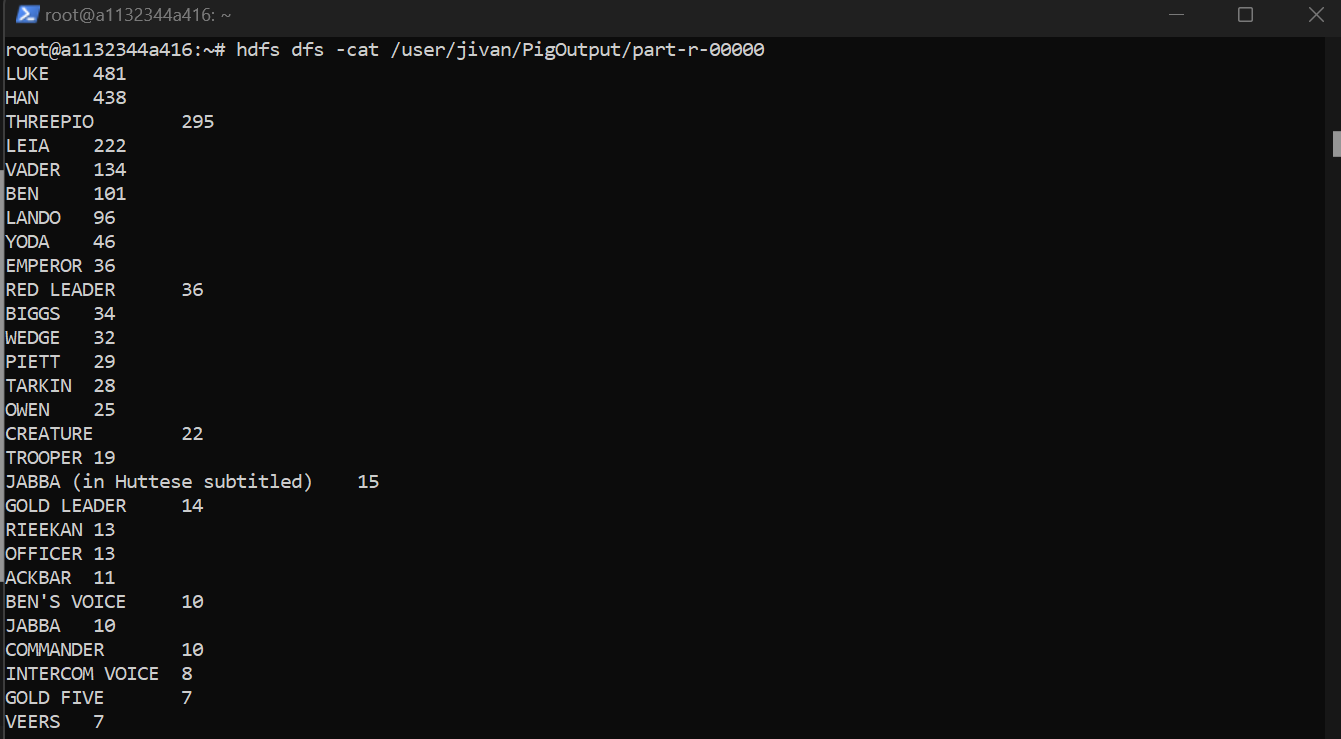 root@a1132344a416: ~
root@a1132344a416:~# hdfs dfs -cat /user/jivan/PigOutput/part-r-00000
LUKE 481
HAN 438
THREEPIO 295
LEIA 222
VADER 134
BEN 101
LANDO 96
YODA 46
EMPEROR 36
RED LEADER 36
BIGGS 34
WEDGE 32
PIETT 29
TARKIN 28
OWEN 25
CREATURE 22
TROOPER 19
JABBA (in Huttese subtitled) 15
GOLD LEADER 14
RIEEKAN 13
OFFICER 13
ACKBAR 11
BEN'S VOICE 10
JABBA 10
COMMANDER 10
INTERCOM VOICE 8
GOLD FIVE 7
VEERS 7